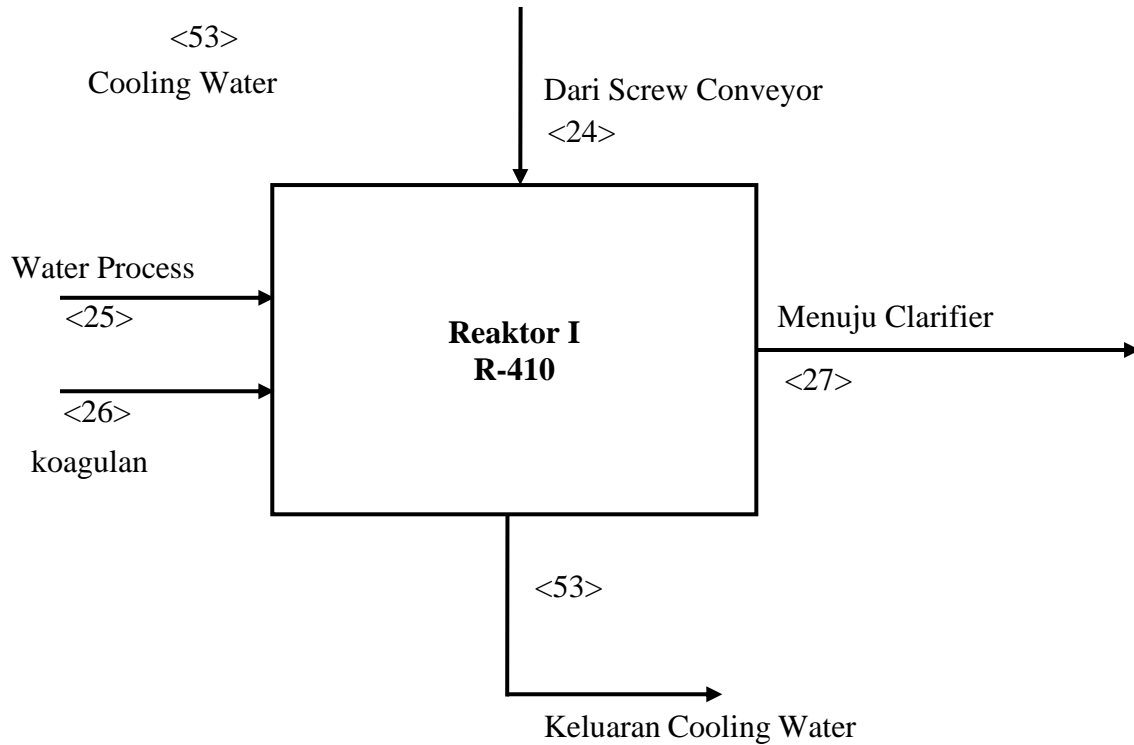 <53>
Cooling Water
Dari Screw Conveyor
<24>
Water Process
<25>
<26>
koagulan
Reaktor I
R-410
Menuju Clarifier
<27>
<53>
Keluaran Cooling Water